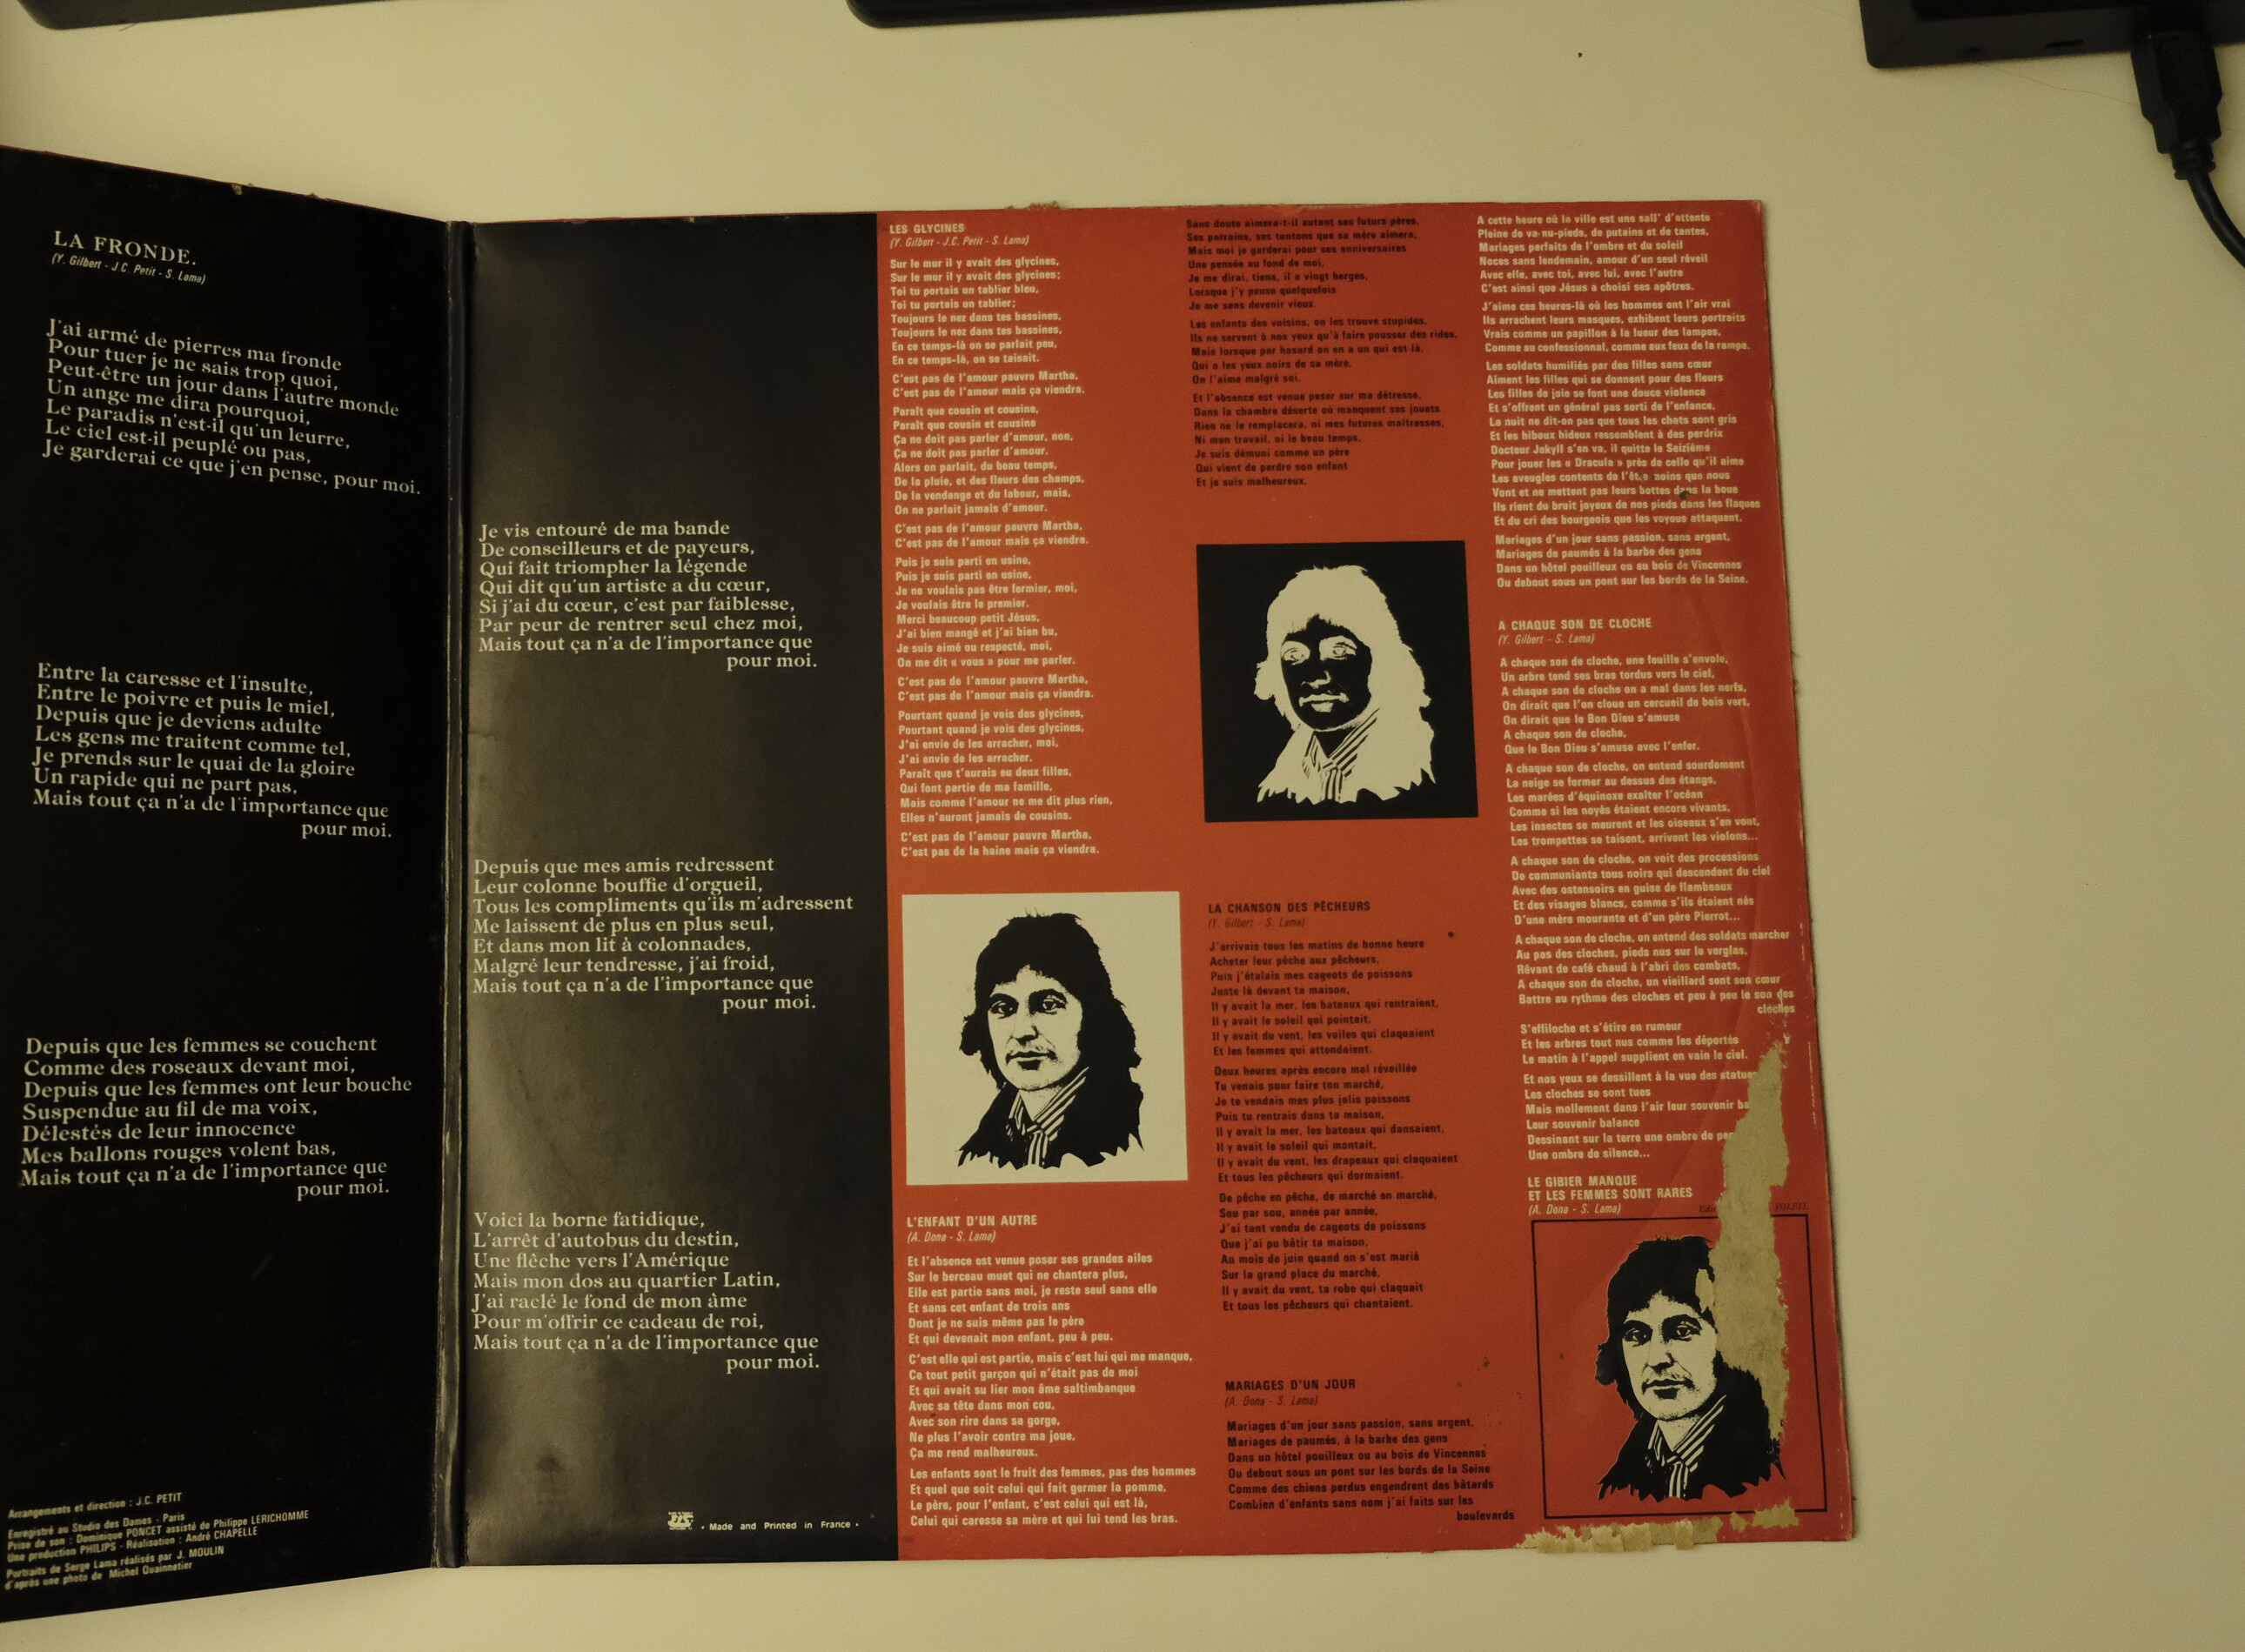 LA FRONDE.
(Y. Gilbert - J.C. Petit - S. Lama)
J'ai armé de pierres ma fronde
Pour tuer je ne sais trop quoi,
Peut-être un jour dans l'autre monde
Un ange me dira pourquoi,
Le paradis n'est-il qu'un leurre,
Le ciel est-il peuplé ou pas,
Je garderai ce que j'en pense, pour moi.
Entre la caresse et l'insulte,
Entre le poivre et puis le miel,
Depuis que je deviens adulte
Les gens me traitent comme tel,
Je prends sur le quai de la gloire
Un rapide qui ne part pas,
Mais tout ça n'a de l'importance que
pour moi.
Depuis que les femmes se couchent
Comme des roseaux devant moi,
Depuis que les femmes ont leur bouche
Suspendue au fil de ma voix,
Délestés de leur innocence
Mes ballons rouges volent bas,
Mais tout ça n'a de l'importance que
pour moi.
Arrangements et direction : J.C. PETIT
Enregistré au Studio des Dames - Paris
Prise de son : Dominique PONCET assisté de Philippe LERICHOMME
Une production PHILIPS - Réalisation : André CHAPELLE
Portraits de Serge Lama réalisés par J. MOULIN
d'après une photo de Michel Quainnetier
Je vis entouré de ma bande
De conseilleurs et de payeurs,
Qui fait triompher la légende
Qui dit qu'un artiste a du cœur,
Si j'ai du cœur, c'est par faiblesse,
Par peur de rentrer seul chez moi,
Mais tout ça n'a de l'importance que
pour moi.
Depuis que mes amis redressent
Leur colonne bouffie d'orgueil,
Tous les compliments qu'ils m'adressent
Me laissent de plus en plus seul,
Et dans mon lit à colonnades,
Malgré leur tendresse, j'ai froid,
Mais tout ça n'a de l'importance que
pour moi.
Voici la borne fatidique,
L'arrêt d'autobus du destin,
Une flêche vers l'Amérique
Mais mon dos au quartier Latin,
J'ai raclé le fond de mon âme
Pour m'offrir ce cadeau de roi,
Mais tout ça n'a de l'importance que
pour moi.
• Made and Printed in France •
LES GLYCINES
(Y. Gilbert - J.C. Petit - S. Lama)
Sur le mur il y avait des glycines,
Sur le mur il y avait des glycines;
Toi tu portais un tablier bleu,
Toi tu portais un tablier;
Toujours le nez dans tes bassines,
Toujours le nez dans tes bassines,
En ce temps-là on se parlait peu,
En ce temps-là, on se taisait.
C'est pas de l'amour pauvre Martha,
C'est pas de l'amour mais ça viendra.
Paraît que cousin et cousine,
Paraît que cousin et cousine
Ça ne doit pas parler d'amour, non,
Ça ne doit pas parler d'amour.
Alors on parlait, du beau temps,
De la pluie, et des fleurs des champs,
De la vendange et du labour, mais,
On ne parlait jamais d'amour.
C'est pas de l'amour pauvre Martha,
C'est pas de l'amour mais ça viendra.
Puis je suis parti en usine,
Puis je suis parti en usine,
Je ne voulais pas être fermier, moi,
Je voulais être le premier.
Merci beaucoup petit Jésus,
J'ai bien mangé et j'ai bien bu,
Je suis aimé ou respecté, moi,
On me dit « vous » pour me parler.
C'est pas de l'amour pauvre Martha,
C'est pas de l'amour mais ça viendra.
Pourtant quand je vois des glycines,
Pourtant quand je vois des glycines,
J'ai envie de les arracher, moi,
J'ai envie de les arracher.
Paraît que t'aurais eu deux filles,
Qui font partie de ma famille,
Mais comme l'amour ne me dit plus rien,
Elles n'auront jamais de cousins.
C'est pas de l'amour pauvre Martha,
C'est pas de la haine mais ça viendra.
L'ENFANT D'UN AUTRE
(A. Dona - S. Lama)
Et l'absence est venue poser ses grandes ailes
Sur le berceau muet qui ne chantera plus,
Elle est partie sans moi, je reste seul sans elle
Et sans cet enfant de trois ans
Dont je ne suis même pas le père
Et qui devenait mon enfant, peu à peu.
C'est elle qui est partie, mais c'est lui qui me manque,
Ce tout petit garçon qui n'était pas de moi
Et qui avait su lier mon âme saltimbanque
Avec sa tête dans mon cou,
Avec son rire dans sa gorge,
Ne plus l'avoir contre ma joue,
Ça me rend malheureux.
Les enfants sont le fruit des femmes, pas des hommes
Et quel que soit celui qui fait germer la pomme,
Le père, pour l'enfant, c'est celui qui est là,
Celui qui caresse sa mère et qui lui tend les bras.
Sans doute aimera-t-il autant ses futurs pères,
Ses parrains, ses tontons que sa mère aimera,
Mais moi je garderai pour ses anniversaires
Une pensée au fond de moi,
Je me dirai, tiens, il a vingt berges,
Lorsque j'y pense quelquefois
Je me sens devenir vieux.
Les enfants des voisins, on les trouve stupides,
Ils ne servent à nos yeux qu'à faire pousser des rides,
Mais lorsque par hasard on en a un qui est là,
Qui a les yeux noirs de sa mère,
On l'aime malgré soi.
Et l'absence est venue peser sur ma détresse,
Dans la chambre déserte où manquent ses jouets
Rien ne le remplacera, ni mes futures maîtresses,
Ni mon travail, ni le beau temps,
Je suis démuni comme un père
Qui vient de perdre son enfant
Et je suis malheureux.
LA CHANSON DES PÊCHEURS
(Y. Gilbert - S. Lama)
J'arrivais tous les matins de bonne heure
Acheter leur pêche aux pêcheurs,
Puis j'étalais mes cageots de poissons
Juste là devant ta maison,
Il y avait la mer, les bateaux qui rentraient,
Il y avait le soleil qui pointait,
Il y avait du vent, les voiles qui claquaient
Et les femmes qui attendaient.
Deux heures après encore mal réveillée
Tu venais pour faire ton marché,
Je te vendais mes plus jolis poissons
Puis tu rentrais dans ta maison,
Il y avait la mer, les bateaux qui dansaient,
Il y avait le soleil qui montait,
Il y avait du vent, les drapeaux qui claquaient
Et tous les pêcheurs qui dormaient.
De pêche en pêche, de marché en marché,
Sou par sou, année par année,
J'ai tant vendu de cageots de poissons
Que j'ai pu bâtir ta maison,
Au mois de juin quand on s'est marié
Sur la grand place du marché,
Il y avait du vent, ta robe qui claquait
Et tous les pêcheurs qui chantaient.
MARIAGES D'UN JOUR
(A. Dona - S. Lama)
Mariages d'un jour sans passion, sans argent,
Mariages de paumés, à la barbe des gens
Dans un hôtel pouilleux ou au bois de Vincennes
Ou debout sous un pont sur les bords de la Seine
Comme des chiens perdus engendrent des bâtards
Combien d'enfants sans nom j'ai faits sur les
boulevards
A cette heure où la ville est une sall' d'attente
Pleine de va-nu-pieds, de putains et de tantes,
Mariages parfaits de l'ombre et du soleil
Noces sans lendemain, amour d'un seul réveil
Avec elle, avec toi, avec lui, avec l'autre
C'est ainsi que Jésus a choisi ses apôtres.
J'aime ces heures-là où les hommes ont l'air vrai
Ils arrachent leurs masques, exhibent leurs portraits
Vrais comme un papillon à la lueur des lampes,
Comme au confessionnal, comme aux feux de la rampe.
Les soldats humiliés par des filles sans cœur
Aiment les filles qui se donnent pour des fleurs
Les filles de joie se font une douce violence
Et s'offrent un général pas sorti de l'enfance,
La nuit ne dit-on pas que tous les chats sont gris
Et les hiboux hideux ressemblent à des perdrix
Docteur Jekyll s'en va, il quitte le Seizième
Pour jouer les « Dracula » près de celle qu'il aime
Les aveugles contents de l'être moins que nous
Vont et ne mettent pas leurs bottes dans la boue
Ils rient du bruit joyeux de nos pieds dans les flaques
Et du cri des bourgeois que les voyous attaquent.
Mariages d'un jour sans passion, sans argent,
Mariages de paumés à la barbe des gens
Dans un hôtel pouilleux ou au bois de Vincennes
Ou debout sous un pont sur les bords de la Seine.
A CHAQUE SON DE CLOCHE
(Y. Gilbert - S. Lama)
A chaque son de cloche, une feuille s'envole,
Un arbre tend ses bras tordus vers le ciel,
A chaque son de cloche on a mal dans les nerfs,
On dirait que l'on cloue un cercueil de bois vert,
On dirait que le Bon Dieu s'amuse
A chaque son de cloche,
Que le Bon Dieu s'amuse avec l'enfer.
A chaque son de cloche, on entend sourdement
La neige se former au dessus des étangs,
Les marées d'équinoxe exalter l'océan
Comme si les noyés étaient encore vivants,
Les insectes se meurent et les oiseaux s'en vont,
Les trompettes se taisent, arrivent les violons...
A chaque son de cloche, on voit des processions
De communiants tous noirs qui descendent du ciel
Avec des ostensoirs en guise de flambeaux
Et des visages blancs, comme s'ils étaient nés
D'une mère mourante et d'un père Pierrot...
A chaque son de cloche, on entend des soldats marcher
Au pas des cloches, pieds nus sur le verglas,
Rêvant de café chaud à l'abri des combats,
A chaque son de cloche, un vieillard sent son cœur
Battre au rythme des cloches et peu à peu le son des
cloches
S'effiloche et s'étire en rumeur
Et les arbres tout nus comme les déportés
Le matin à l'appel supplient en vain le ciel.
Et nos yeux se dessillent à la vue des statues
Les cloches se sont tues
Mais mollement dans l'air leur souvenir ba
Leur souvenir balance
Dessinant sur la terre une ombre de
Une ombre de silence...
LE GIBIER MANQUE
ET LES FEMMES SONT RARES
(A. Dona - S. Lama)
Edit SOLEIL